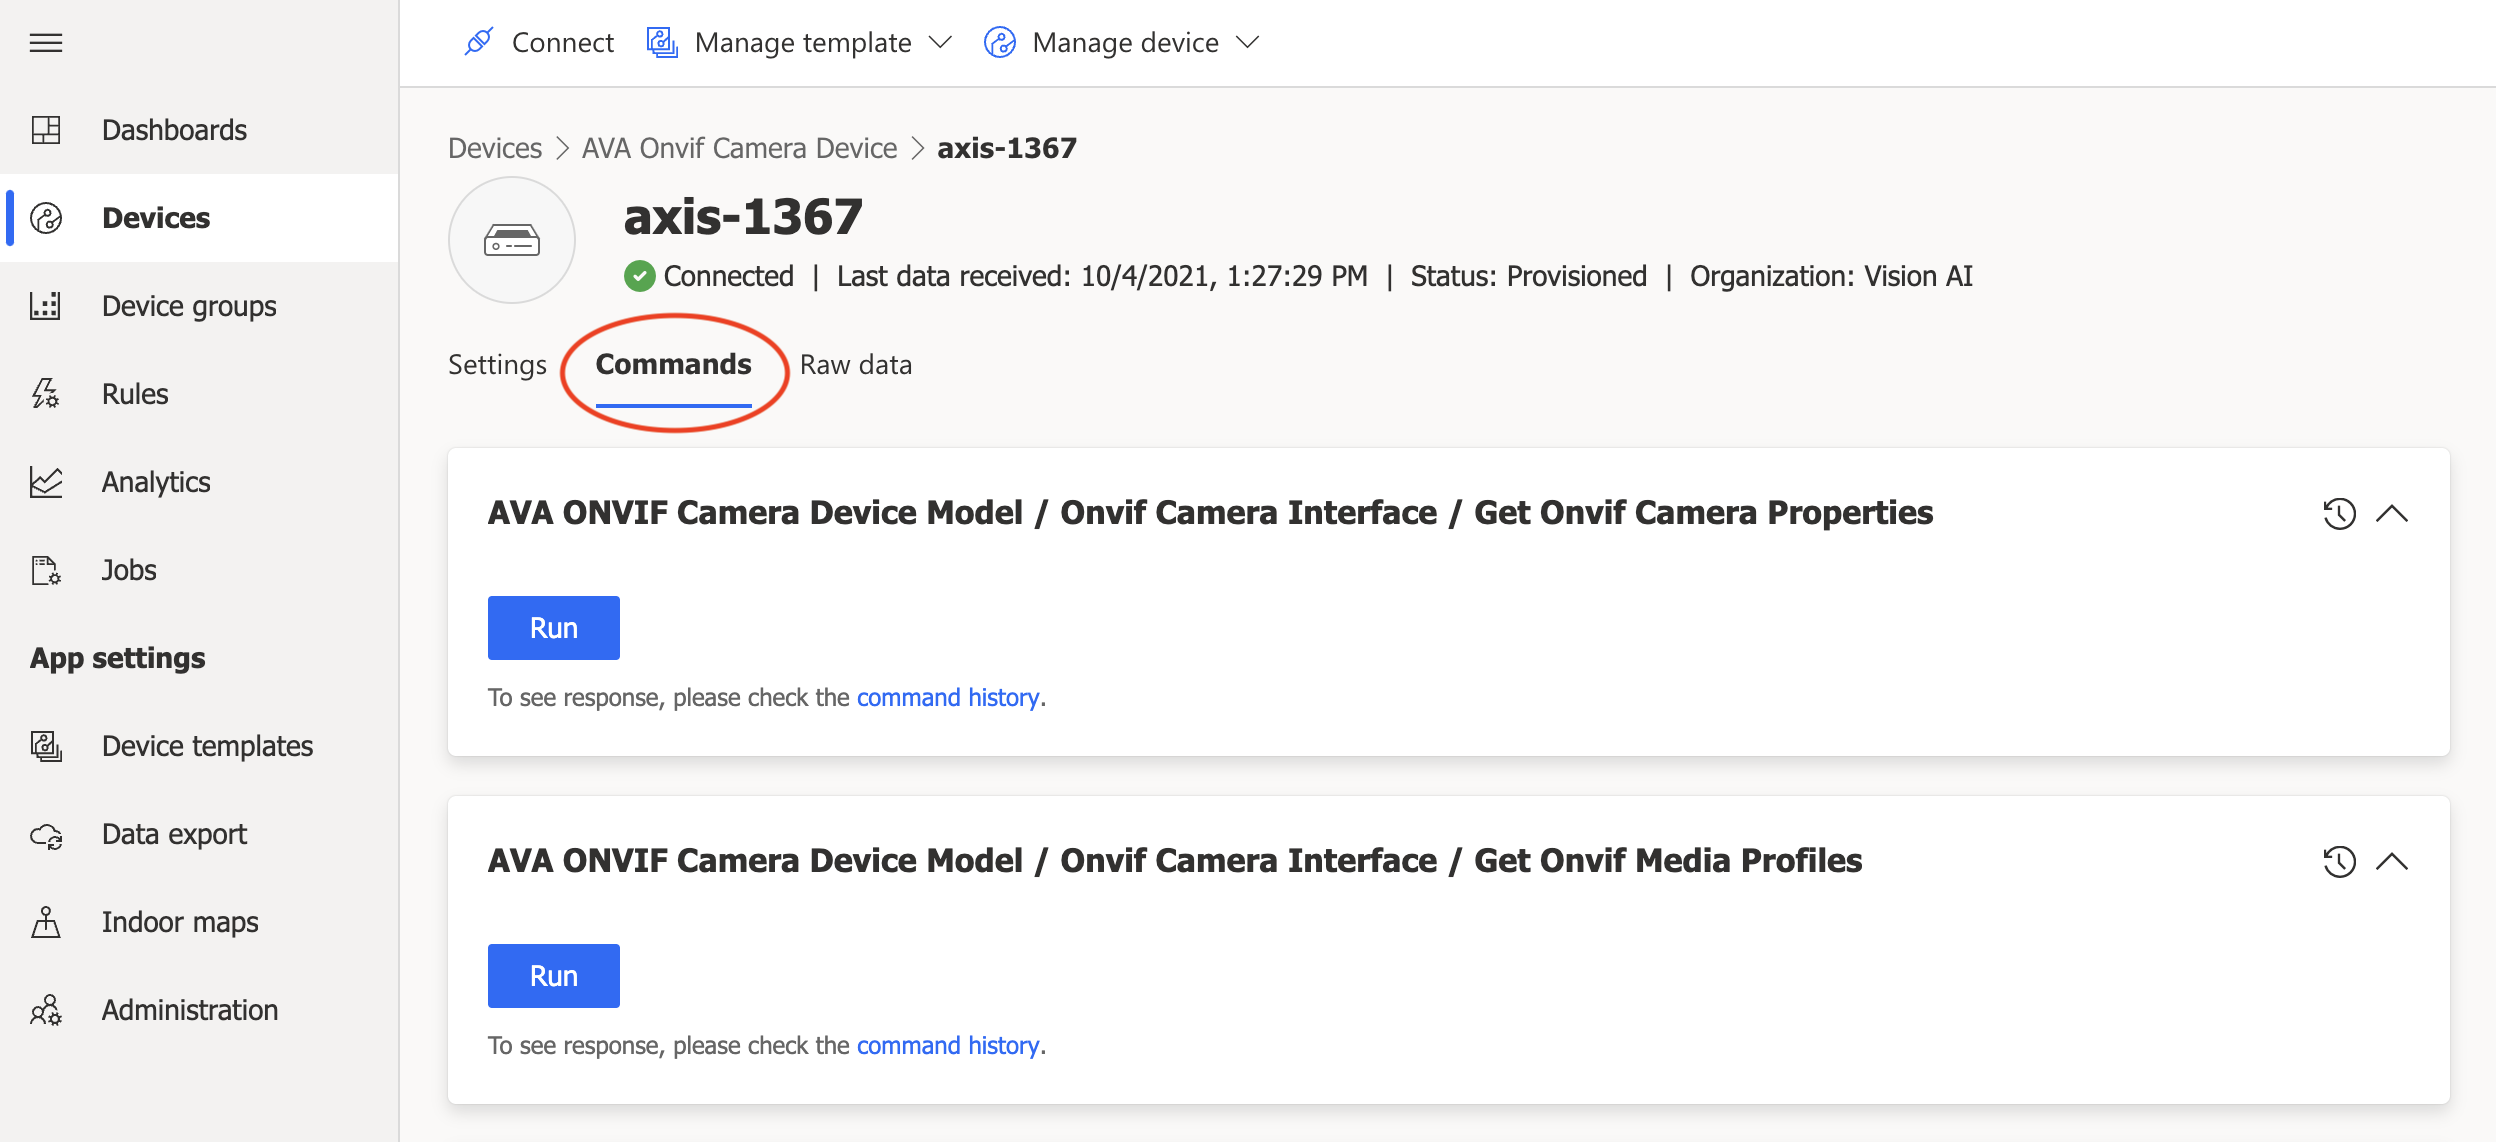 Connect Manage template Manage device
Dashboards
Devices
Device groups
Rules
Analytics
Jobs
App settings
Device templates
Data export
Indoor maps
Administration
Devices > AVA Onvif Camera Device > axis-1367
axis-1367
Connected | Last data received: 10/4/2021, 1:27:29 PM | Status: Provisioned | Organization: Vision AI
Settings Commands Raw data
AVA ONVIF Camera Device Model / Onvif Camera Interface / Get Onvif Camera Properties
Run
To see response, please check the command history.
AVA ONVIF Camera Device Model / Onvif Camera Interface / Get Onvif Media Profiles
Run
To see response, please check the command history.